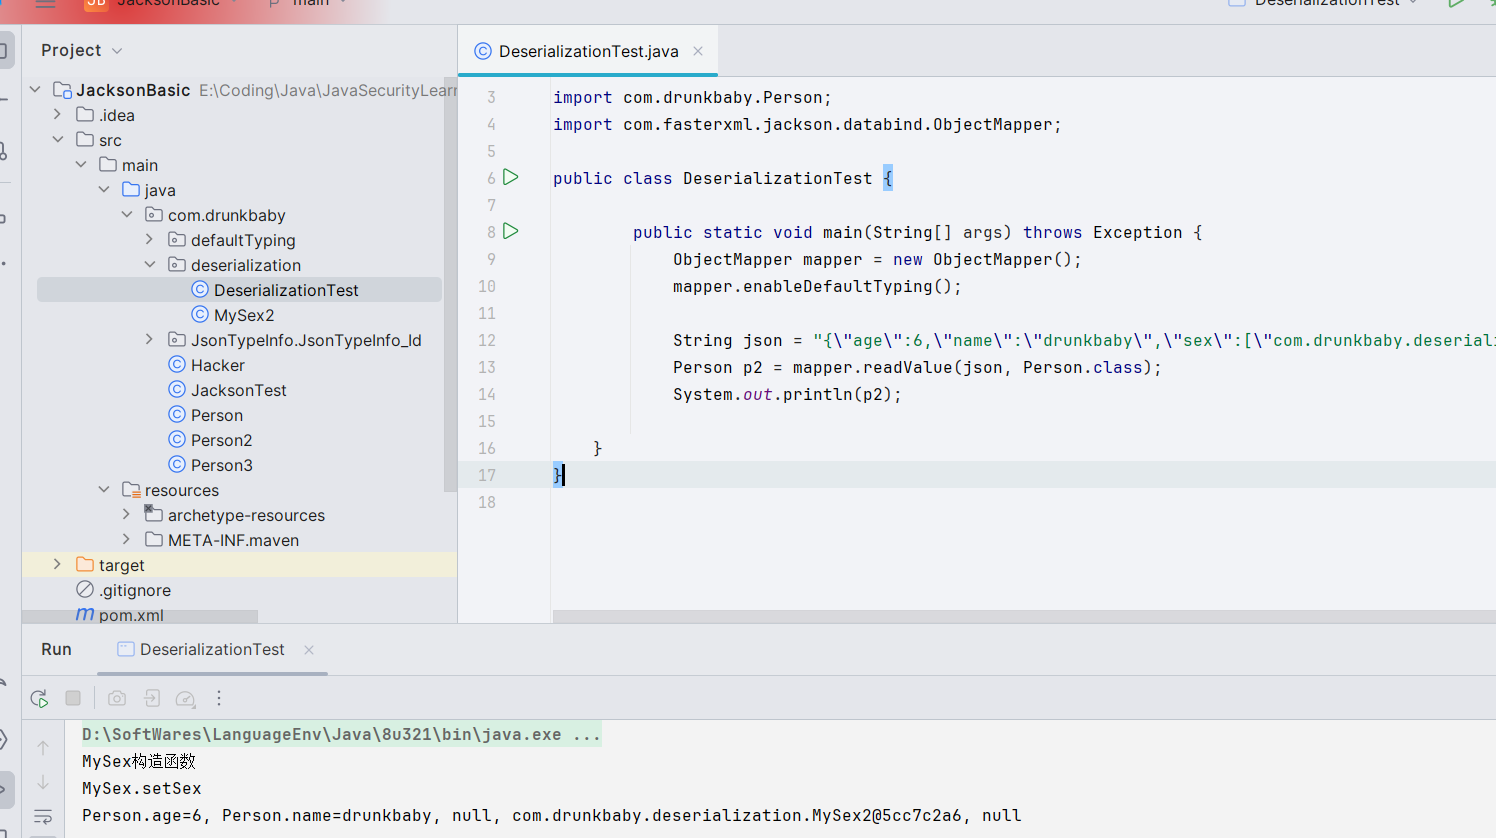 JB JacksonBasic main DeserializationTest
Project
DeserializationTest.java
JacksonBasic E:\Coding\Java\JavaSecurityLearn
.idea
src
main
java
com.drunkbaby
defaultTyping
deserialization
DeserializationTest
MySex2
JsonTypeInfo.JsonTypeInfo_Id
Hacker
JacksonTest
Person
Person2
Person3
resources
archetype-resources
META-INF.maven
target
.gitignore
pom.xml
3 import com.drunkbaby.Person;
4 import com.fasterxml.jackson.databind.ObjectMapper;
5
6 public class DeserializationTest {
7
8 public static void main(String[] args) throws Exception {
9 ObjectMapper mapper = new ObjectMapper();
10 mapper.enableDefaultTyping();
11
12 String json = "{\"age\":6,\"name\":\"drunkbaby\",\"sex\":[\"com.drunkbaby.deseriali
13 Person p2 = mapper.readValue(json, Person.class);
14 System.out.println(p2);
15
16 }
17 }
18
Run DeserializationTest
D:\SoftWares\LanguageEnv\Java\8u321\bin\java.exe ...
MySex构造函数
MySex.setSex
Person.age=6, Person.name=drunkbaby, null, com.drunkbaby.deserialization.MySex2@5cc7c2a6, null